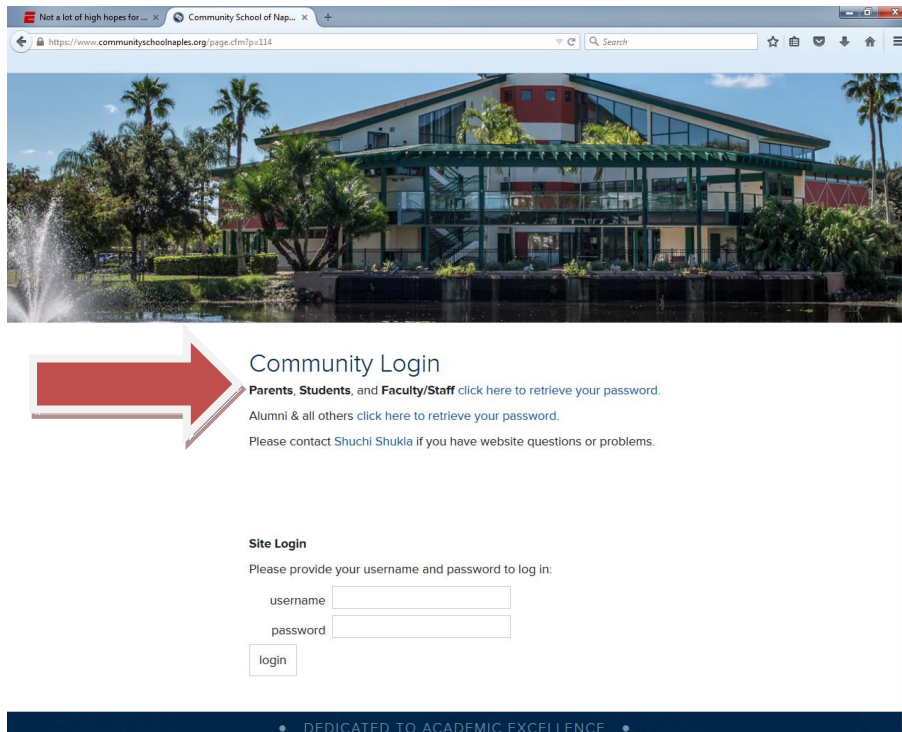 Not a lot of high hopes for ...
Community School of Nap...
https://www.communityschoolnaples.org/page.cfm?p=114
Search
Community Login
Parents, Students, and Faculty/Staff click here to retrieve your password.
Alumni & all others click here to retrieve your password.
Please contact Shuchi Shukla if you have website questions or problems.
Site Login
Please provide your username and password to log in:
username
password
login
• DEDICATED TO ACADEMIC EXCELLENCE •